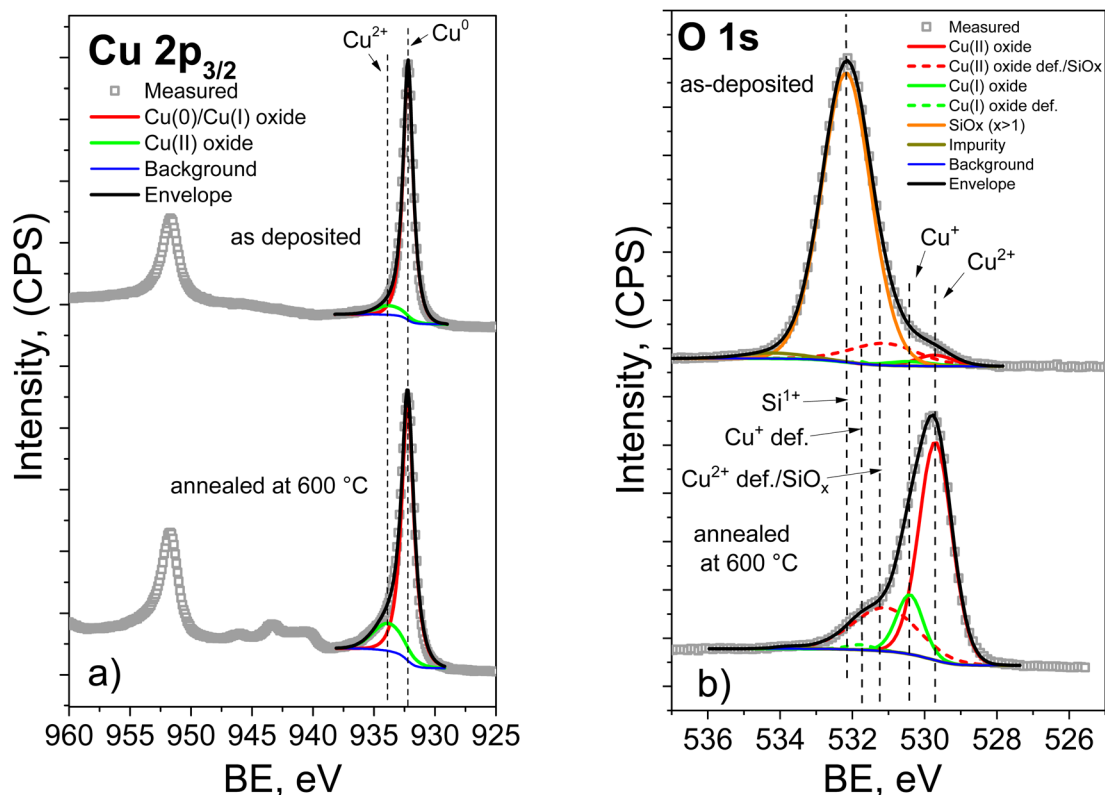 Cu 2p3/2
Cu2+
Cu0
Measured
Cu(0)/Cu(I) oxide
Cu(II) oxide
Background
Envelope
as deposited
annealed at 600 °C
a)
Intensity, (CPS)
960 955 950 945 940 935 930 925
BE, eV
O 1s
as-deposited
Measured
Cu(II) oxide
Cu(II) oxide def./SiOx
Cu(I) oxide
Cu(I) oxide def.
SiOx (x>1)
Impurity
Background
Envelope
Cu+
Cu2+
Si1+
Cu+ def.
Cu2+ def./SiOx
annealed
at 600 °C
b)
Intensity, (CPS)
536 534 532 530 528 526
BE, eV